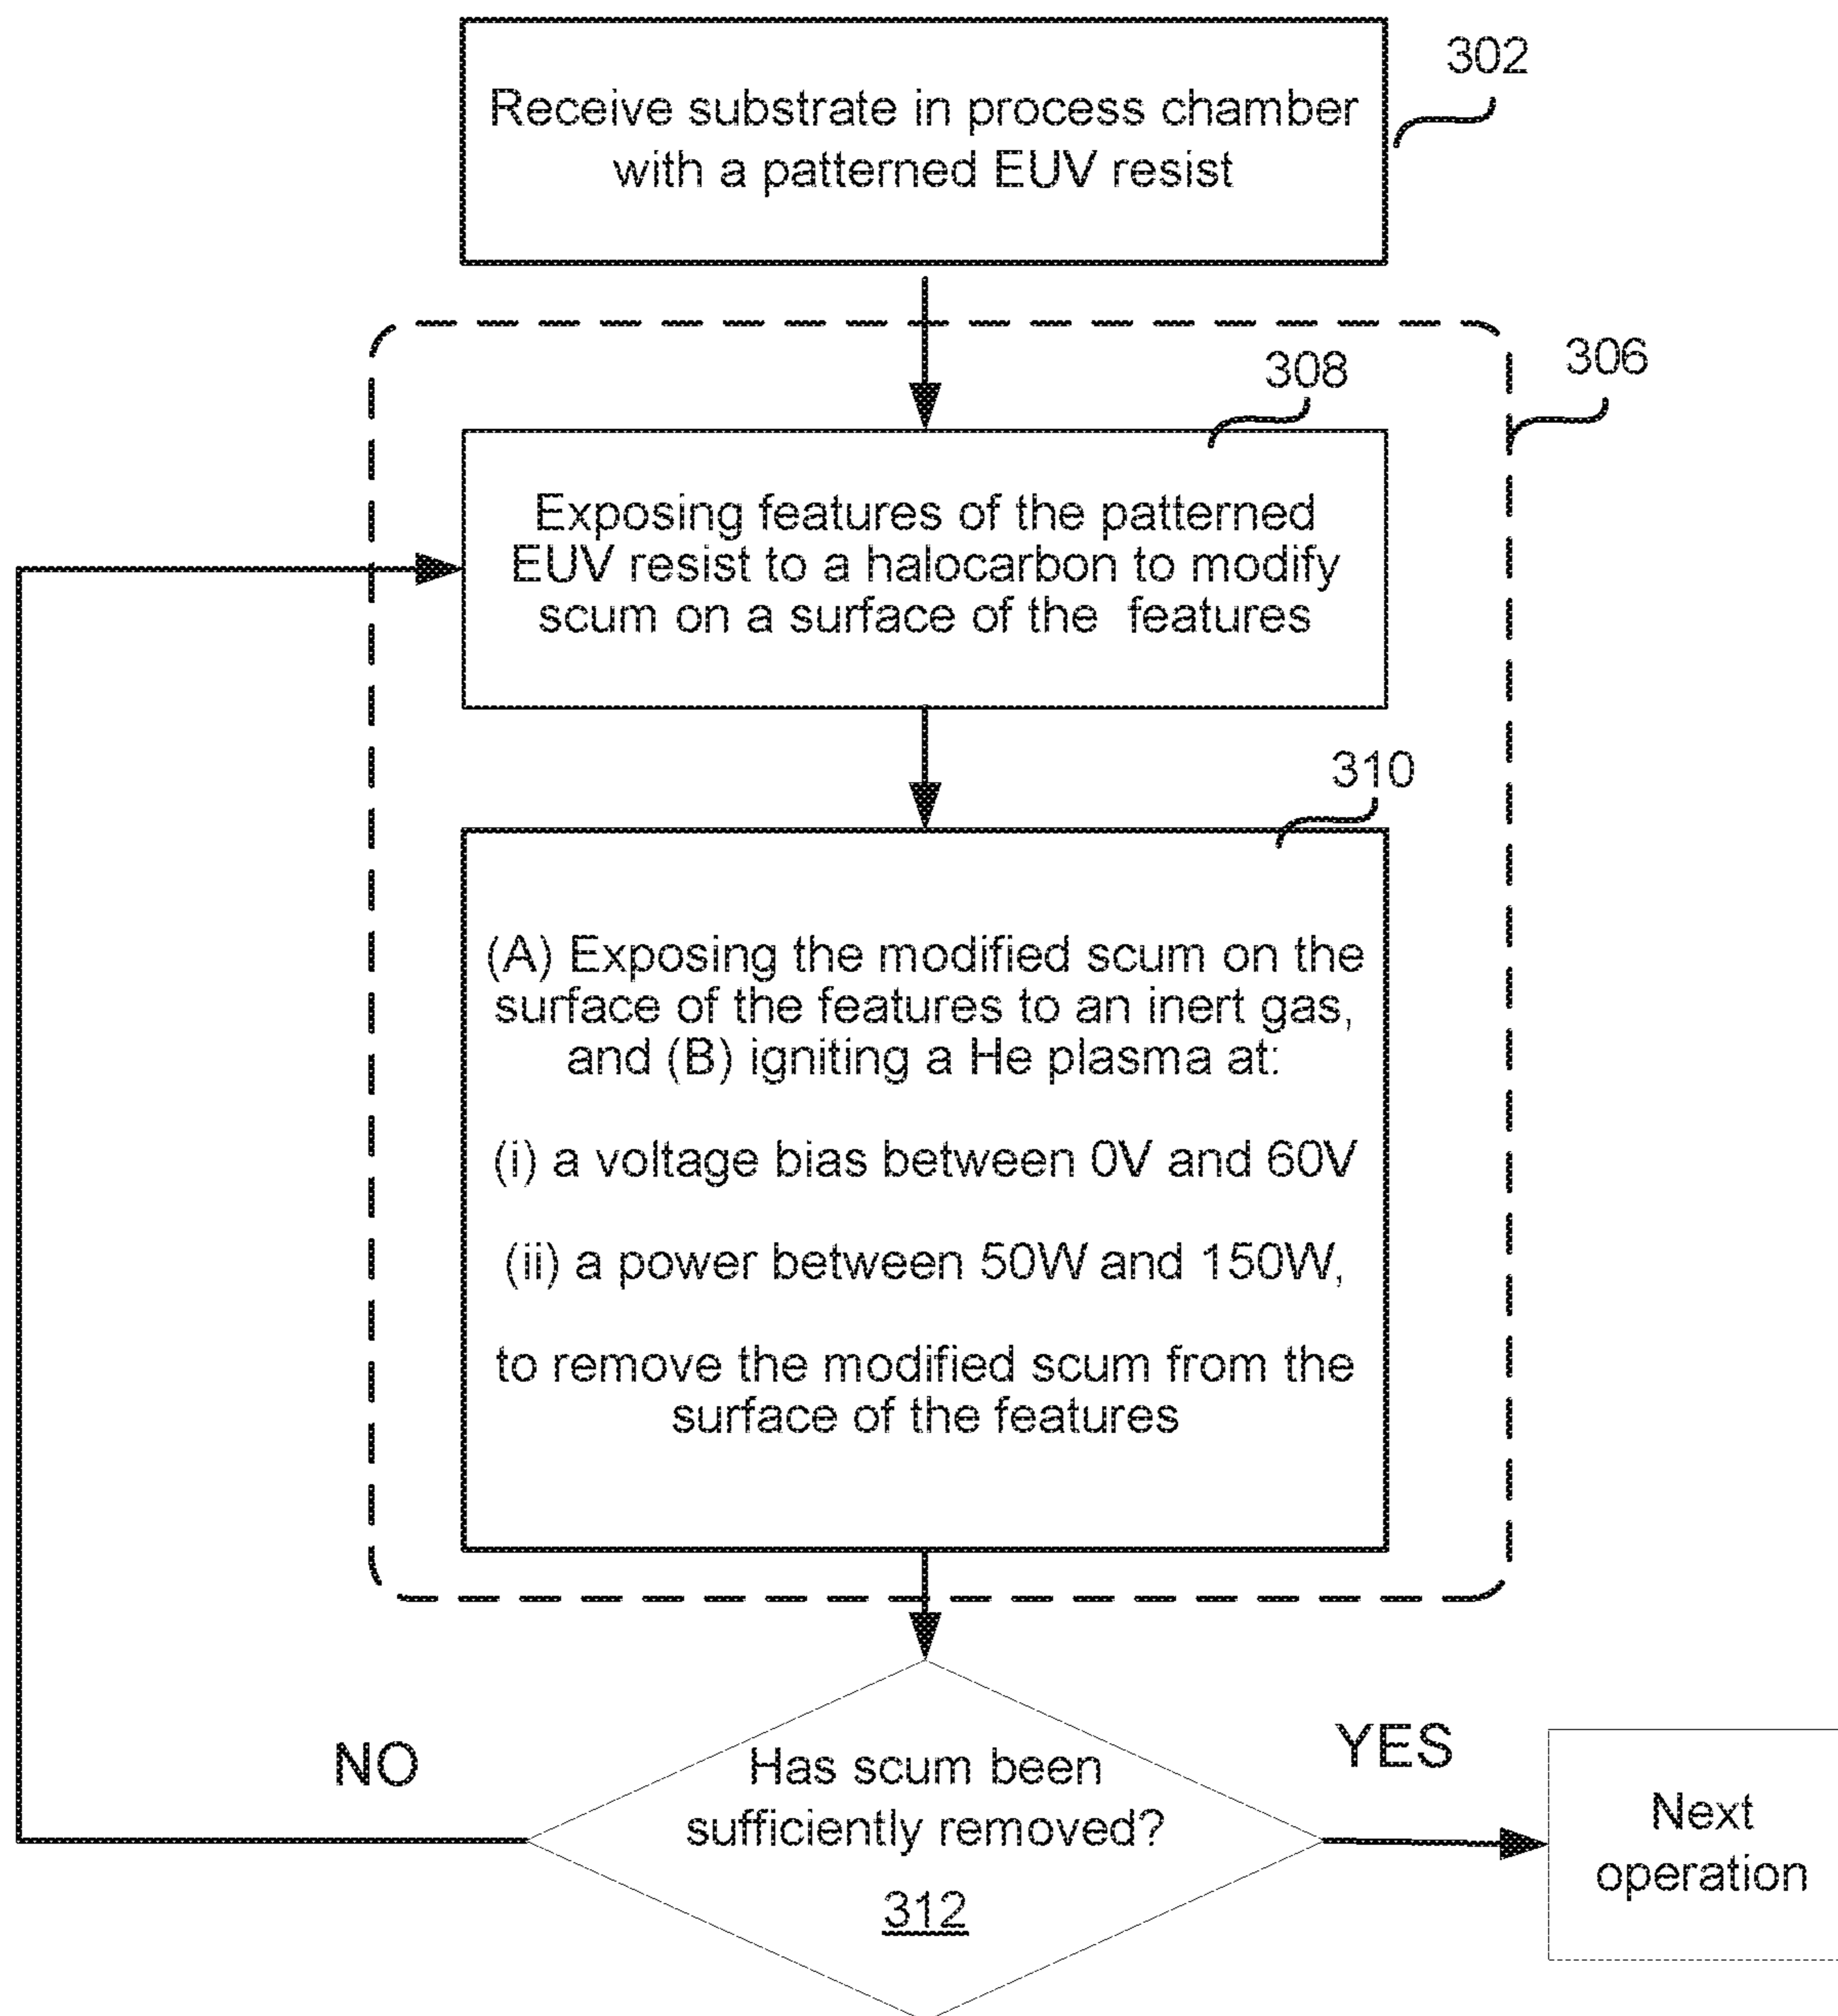 302
Receive substrate in process chamber
with a patterned EUV resist
306
308
Exposing features of the patterned
EUV resist to a halocarbon to modify
scum on a surface of the features
310
(A) Exposing the modified scum on the
surface of the features to an inert gas,
and (B) igniting a He plasma at:
(i) a voltage bias between 0V and 60V
(ii) a power between 50W and 150W,
to remove the modified scum from the
surface of the features
NO
Has scum been
sufficiently removed?
312
YES
Next
operation